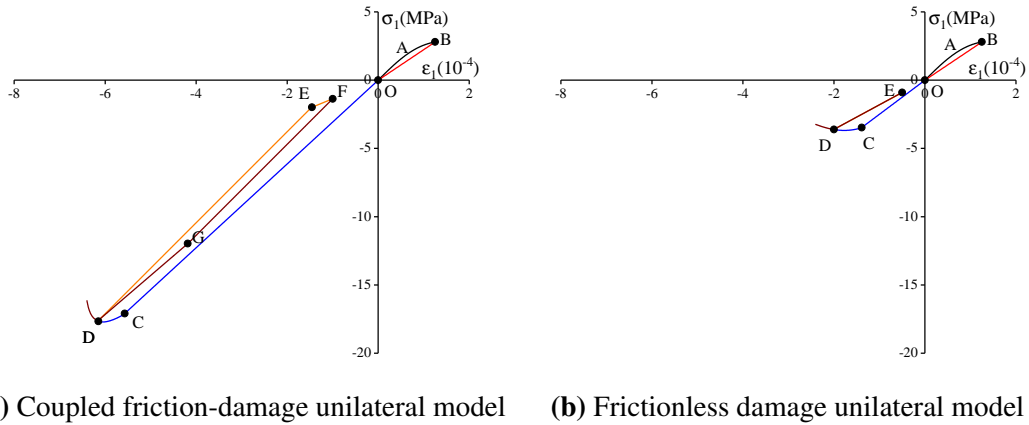 5 σ₁(MPa)
A B
ε₁(10⁻⁴)
-8 -6 -4 -2 0 0 O 2
E F
-5
-10
G
-15
C
D
-20
5 σ₁(MPa)
A B
ε₁(10⁻⁴)
-8 -6 -4 -2 0 0 O 2
E
D C
-5
-10
-15
-20
) Coupled friction-damage unilateral model
(b) Frictionless damage unilateral model